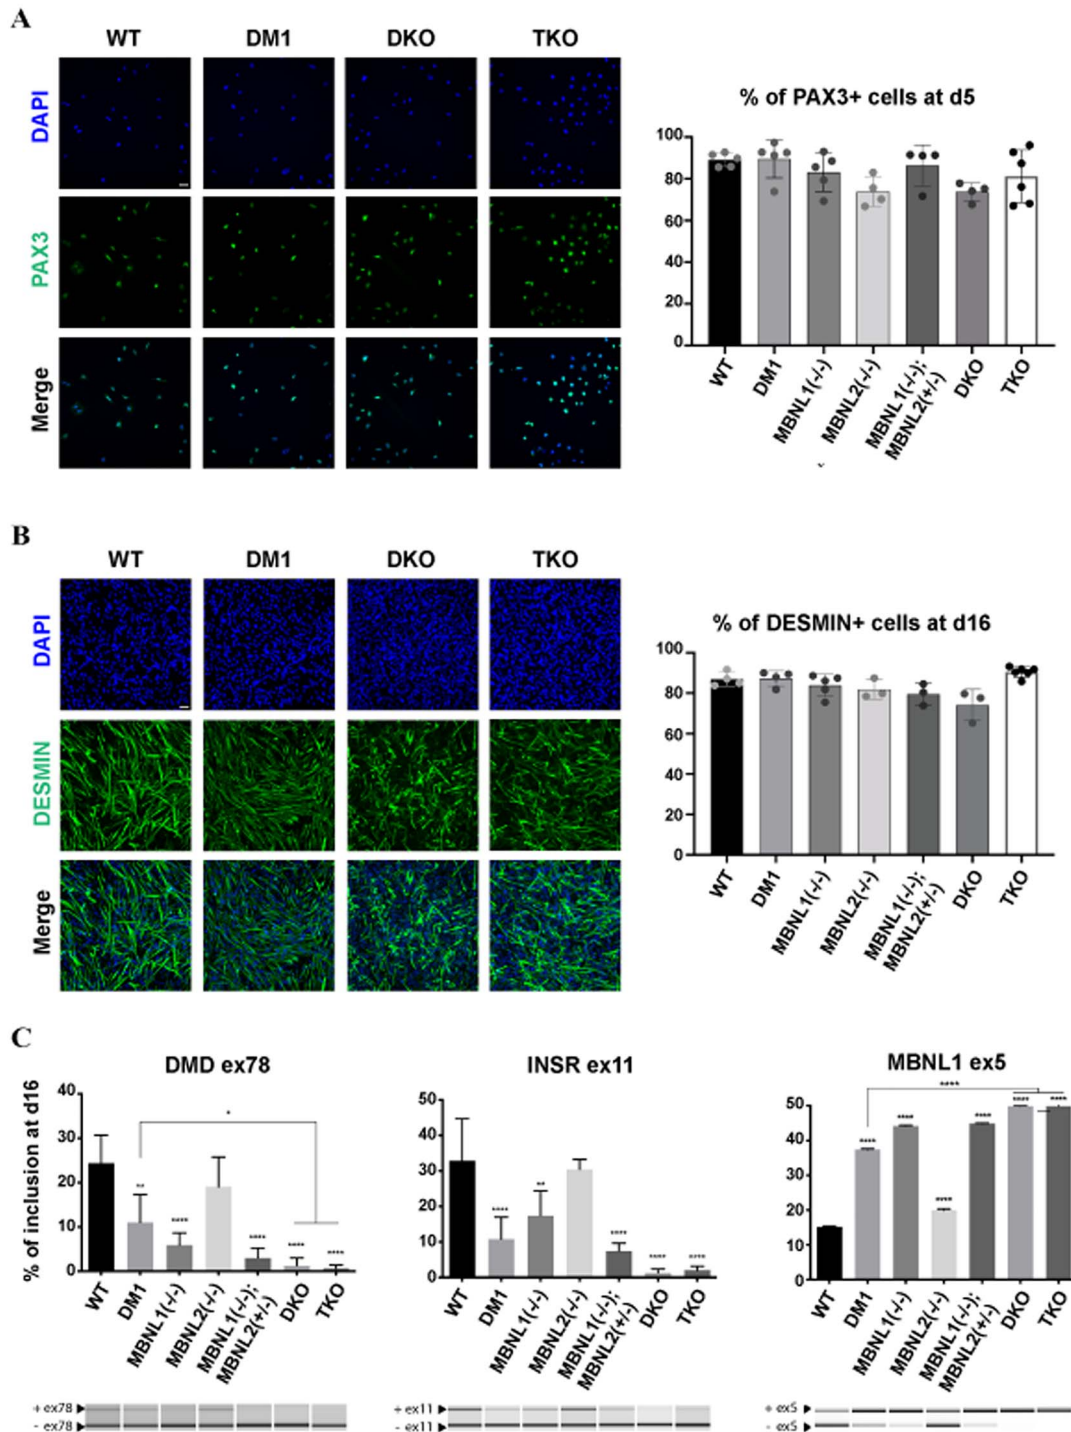 A
WT DM1 DKO TKO
DAPI
PAX3
Merge
% of PAX3+ cells at d5
100
80
60
40
20
0
WT
DM1
MBNL1(-/-)
MBNL2(-/-)
MBNL1(-/-);
MBNL2(+/-)
DKO
TKO
B
WT DM1 DKO TKO
DAPI
DESMIN
Merge
% of DESMIN+ cells at d16
100
80
60
40
20
0
WT
DM1
MBNL1(-/-)
MBNL2(-/-)
MBNL1(-/-);
MBNL2(+/-)
DKO
TKO
C
DMD ex78
% of inclusion at d16
40
30
20
10
0
*
**
****
****
****
****
WT
DM1
MBNL1(-/-)
MBNL2(-/-)
MBNL1(-/-);
MBNL2(+/-)
DKO
TKO
+ ex78
- ex78
INSR ex11
50
40
30
20
10
0
****
**
****
****
****
WT
DM1
MBNL1(-/-)
MBNL2(-/-)
MBNL1(-/-);
MBNL2(+/-)
DKO
TKO
+ ex11
- ex11
MBNL1 ex5
50
40
30
20
10
0
****
****
****
****
****
****
****
WT
DM1
MBNL1(-/-)
MBNL2(-/-)
MBNL1(-/-);
MBNL2(+/-)
DKO
TKO
+ ex5
- ex5